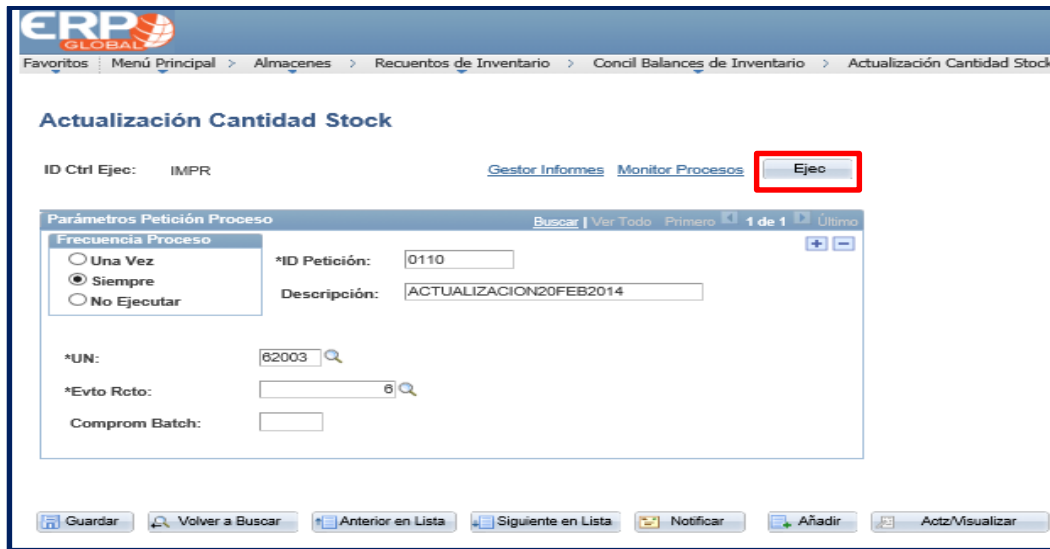 ERP
GLOBAL
Favoritos Menú Principal > Almacenes > Recuentos de Inventario > Concil Balances de Inventario > Actualización Cantidad Stock
Actualización Cantidad Stock
ID Ctrl Ejec: IMPR Gestor Informes Monitor Procesos Ejec
Parámetros Petición Proceso Buscar | Ver Todo Primero 1 de 1 Último
Frecuencia Proceso
Una Vez *ID Petición: 0110
Siempre
Descripción: ACTUALIZACION20FEB2014
No Ejecutar
*UN: 62003
*Evto Rcto: 6
Comprom Batch:
Guardar Volver a Buscar Anterior en Lista Siguiente en Lista Notificar Añadir Actz/Visualizar